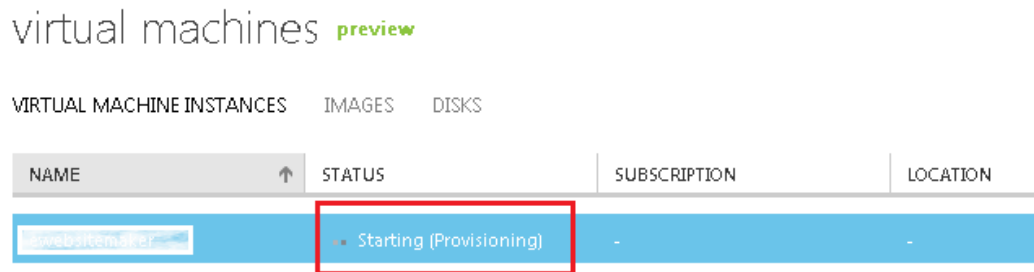 virtual machines preview
VIRTUAL MACHINE INSTANCES IMAGES DISKS
NAME STATUS SUBSCRIPTION LOCATION
Starting (Provisioning) - -